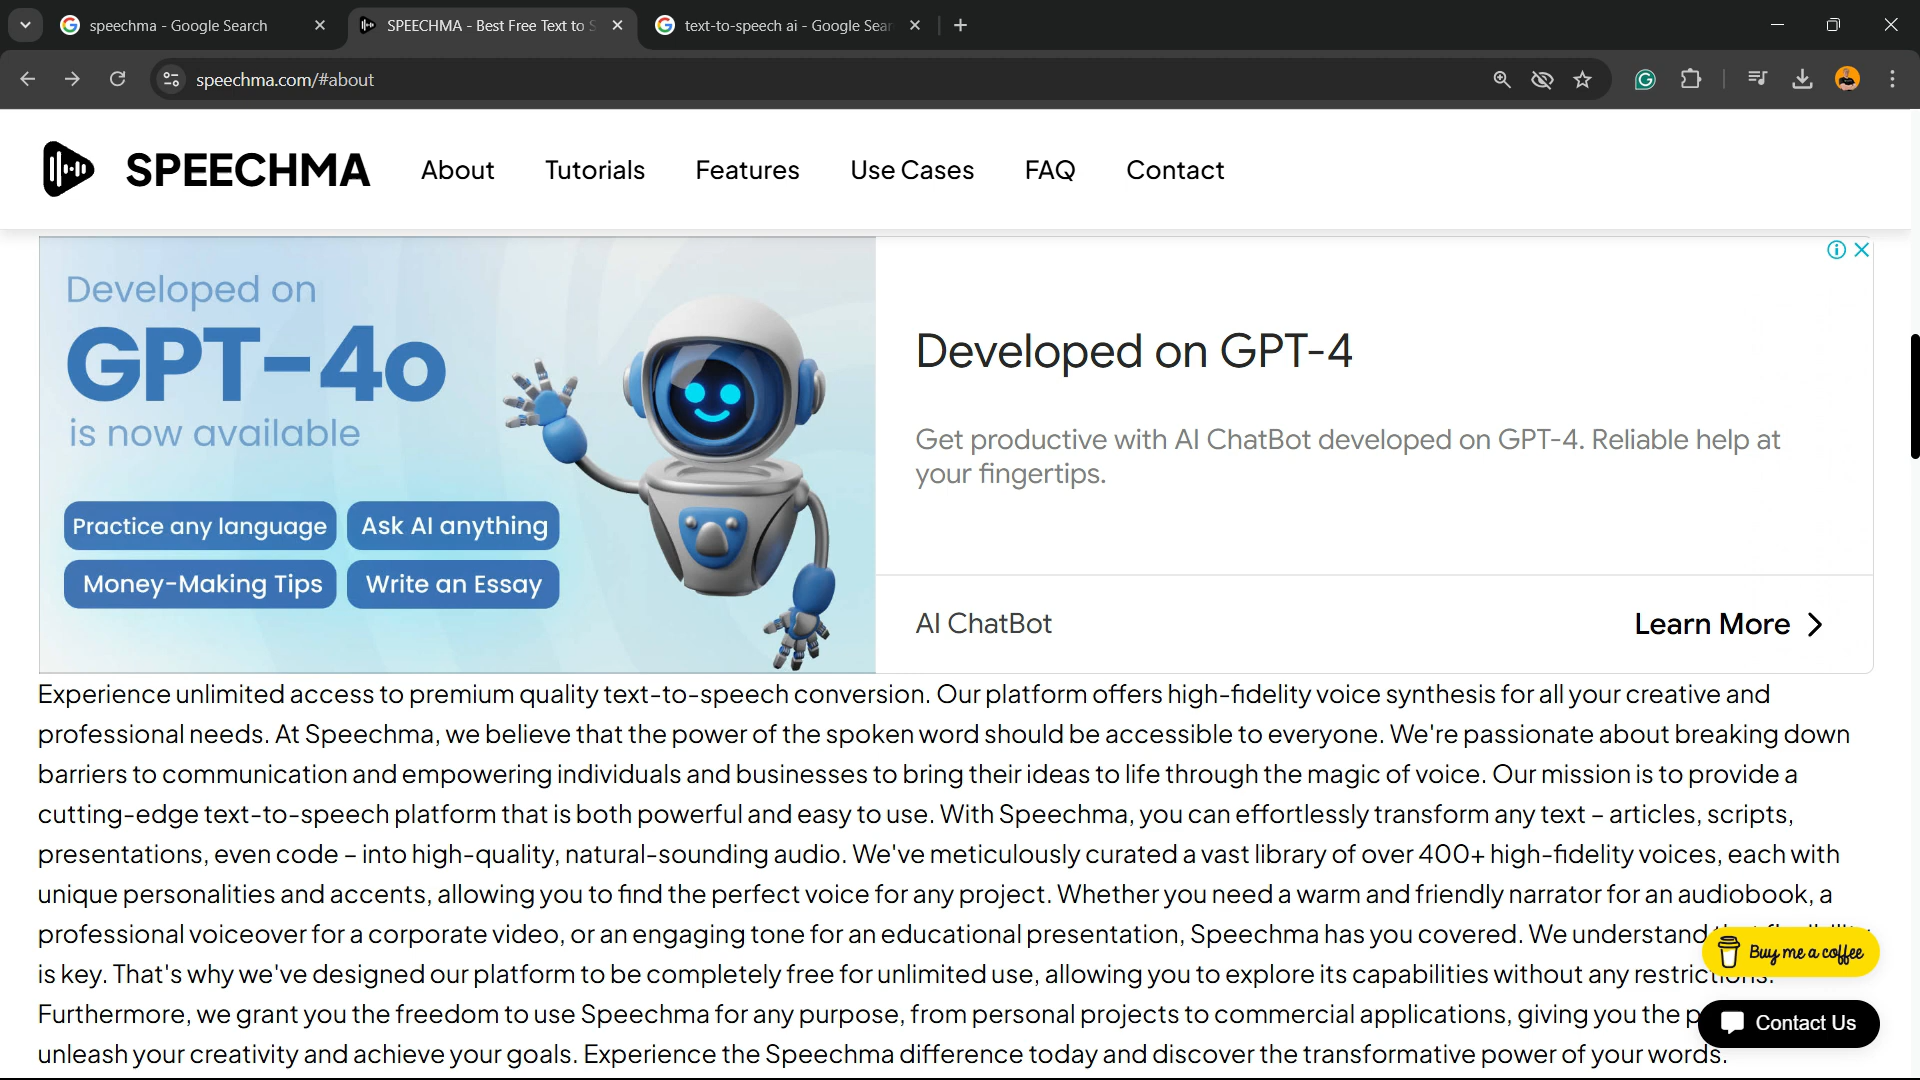 speechma - Google Search
SPEECHMA - Best Free Text to S
text-to-speech ai - Google Sear
speechma.com/#about
SPEECHMA
About
Tutorials
Features
Use Cases
FAQ
Contact
Developed on
GPT-4o
is now available
Practice any language
Ask AI anything
Money-Making Tips
Write an Essay
Developed on GPT-4
Get productive with AI ChatBot developed on GPT-4. Reliable help at
your fingertips.
AI ChatBot
Learn More
Experience unlimited access to premium quality text-to-speech conversion. Our platform offers high-fidelity voice synthesis for all your creative and
professional needs. At Speechma, we believe that the power of the spoken word should be accessible to everyone. We're passionate about breaking down
barriers to communication and empowering individuals and businesses to bring their ideas to life through the magic of voice. Our mission is to provide a
cutting-edge text-to-speech platform that is both powerful and easy to use. With Speechma, you can effortlessly transform any text – articles, scripts,
presentations, even code – into high-quality, natural-sounding audio. We've meticulously curated a vast library of over 400+ high-fidelity voices, each with
unique personalities and accents, allowing you to find the perfect voice for any project. Whether you need a warm and friendly narrator for an audiobook, a
professional voiceover for a corporate video, or an engaging tone for an educational presentation, Speechma has you covered. We understand
is key. That's why we've designed our platform to be completely free for unlimited use, allowing you to explore its capabilities without any restrictions.
Furthermore, we grant you the freedom to use Speechma for any purpose, from personal projects to commercial applications, giving you the
unleash your creativity and achieve your goals. Experience the Speechma difference today and discover the transformative power of your words.
Buy me a coffee
Contact Us